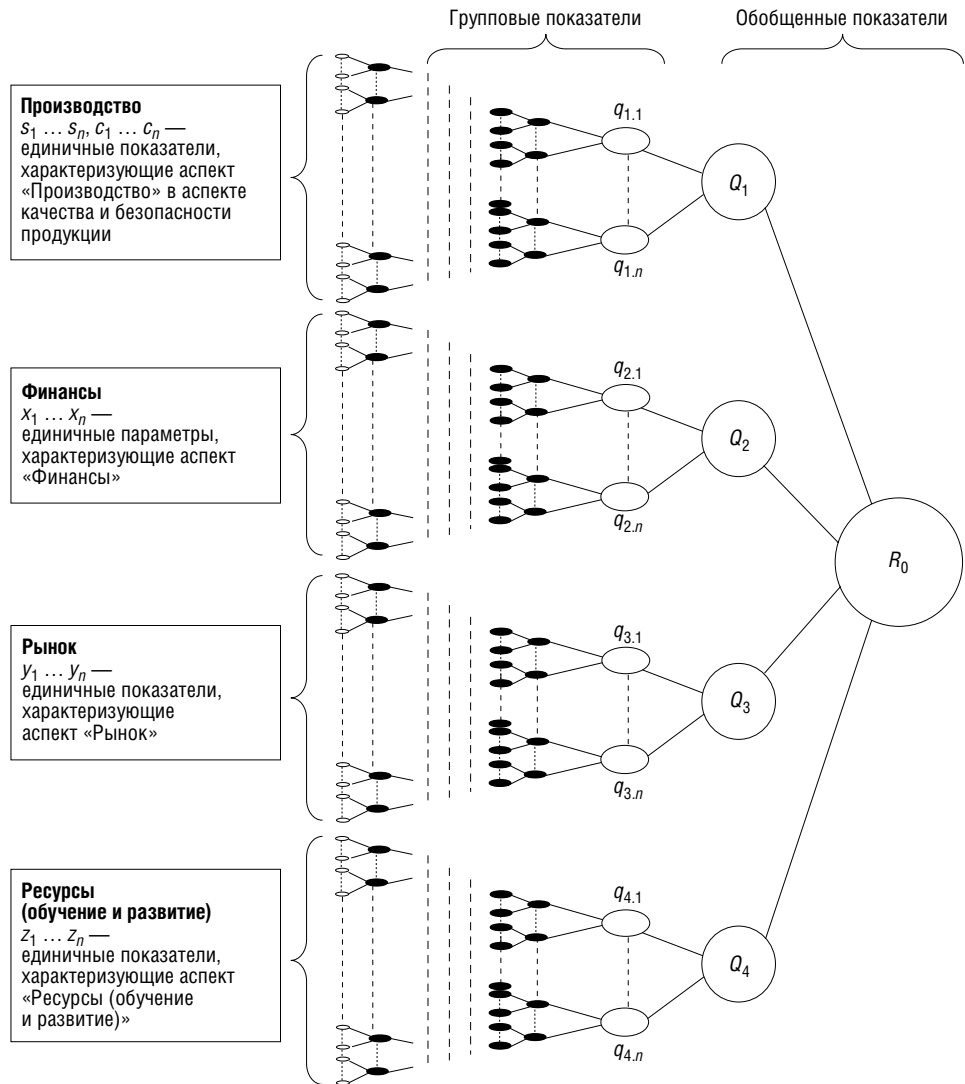 Групповые показатели
Обобщенные показатели
Производство
s1 … sn, c1 … cn —
единичные показатели,
характеризующие аспект
«Производство» в аспекте
качества и безопасности
продукции
q1.1
q1.n
Q1
Финансы
x1 … xn —
единичные параметры,
характеризующие аспект
«Финансы»
q2.1
q2.n
Q2
R0
Рынок
y1 … yn —
единичные показатели,
характеризующие
аспект «Рынок»
q3.1
q3.n
Q3
Ресурсы
(обучение и развитие)
z1 … zn —
единичные показатели,
характеризующие аспект
«Ресурсы (обучение
и развитие)»
q4.1
q4.n
Q4